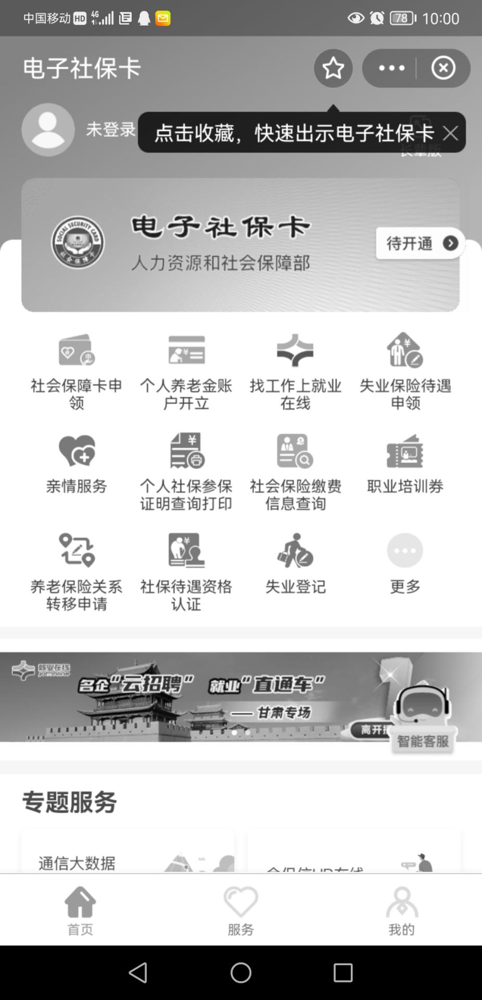 中国移动 HD 4G 78 10:00
电子社保卡
未登录
点击收藏，快速出示电子社保卡
长辈版
SOCIAL SECURITY CARD
社会保障卡
电子社保卡
人力资源和社会保障部
待开通
社会保障卡申
领
个人养老金账
户开立
找工作上就业
在线
失业保险待遇
申领
亲情服务
个人社保参保
证明查询打印
社会保险缴费
信息查询
职业培训券
养老保险关系
转移申请
社保待遇资格
认证
失业登记
更多
就业在线
名企“云招聘” 就业“直通车”
—— 甘肃专场
离开播
智能客服
专题服务
通信大数据
首页
服务
我的